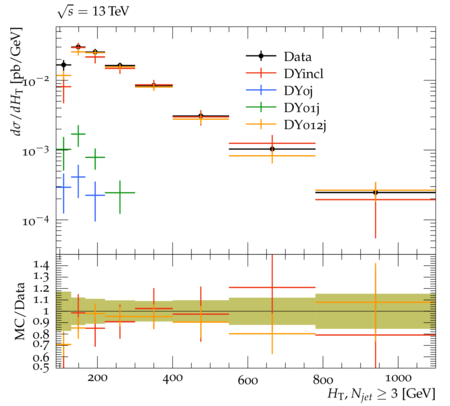 √s = 13 TeV
dσ/dH_T [pb/GeV]
10⁻²
10⁻³
10⁻⁴
Data
DYincl
DY0j
DY01j
DY012j
MC/Data
1.4
1.3
1.2
1.1
1
0.9
0.8
0.7
0.6
0.5
200 400 600 800 1000
H_T, N_jet ≥ 3 [GeV]